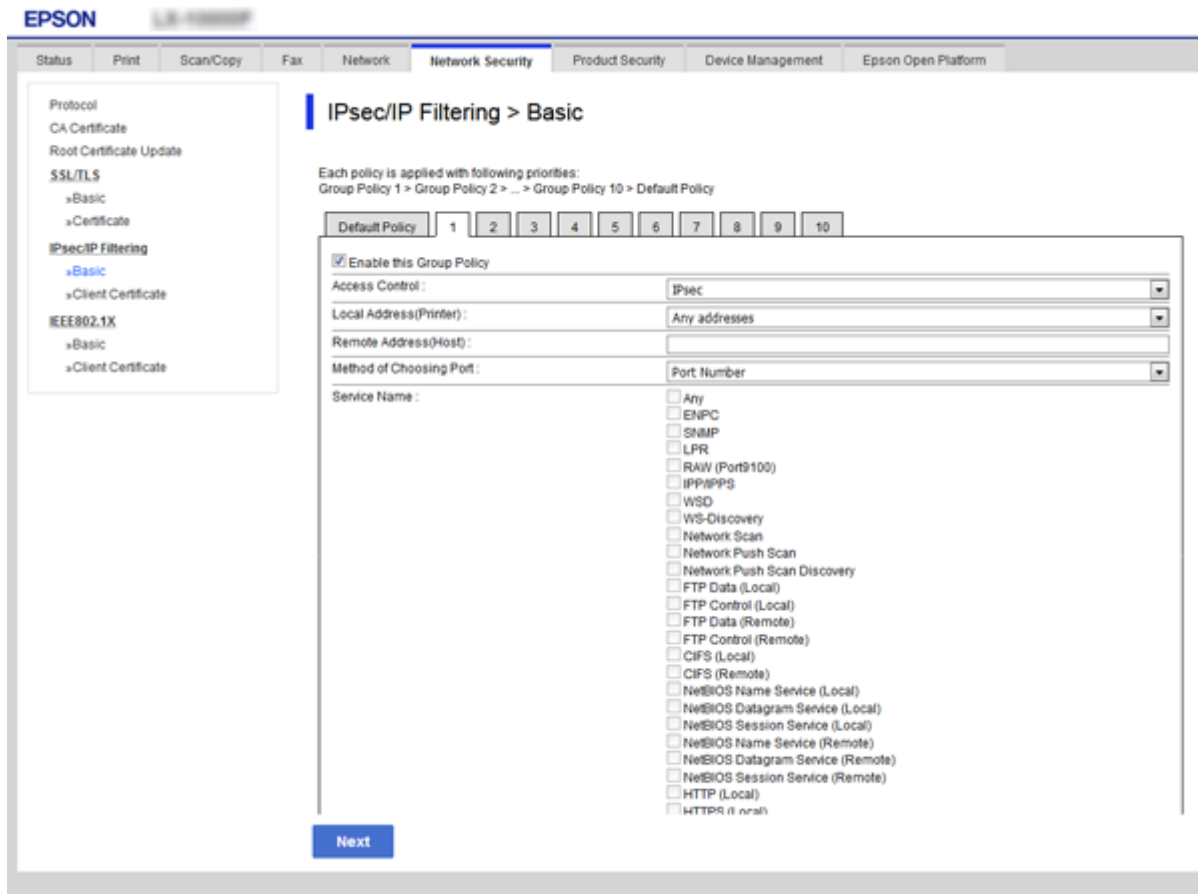 EPSON
Status Print Scan/Copy Fax Network Network Security Product Security Device Management Epson Open Platform
Protocol
CA Certificate
Root Certificate Update
SSL/TLS
»Basic
»Certificate
IPsec/IP Filtering
»Basic
»Client Certificate
IEEE802.1X
»Basic
»Client Certificate
IPsec/IP Filtering > Basic
Each policy is applied with following priorities:
Group Policy 1 > Group Policy 2 > ... > Group Policy 10 > Default Policy
Default Policy 1 2 3 4 5 6 7 8 9 10
Enable this Group Policy
Access Control : IPsec
Local Address(Printer) : Any addresses
Remote Address(Host) :
Method of Choosing Port : Port Number
Service Name : Any
ENPC
SNMP
LPR
RAW (Port9100)
IPP/IPPS
WSD
WS-Discovery
Network Scan
Network Push Scan
Network Push Scan Discovery
FTP Data (Local)
FTP Control (Local)
FTP Data (Remote)
FTP Control (Remote)
CIFS (Local)
CIFS (Remote)
NetBIOS Name Service (Local)
NetBIOS Datagram Service (Local)
NetBIOS Session Service (Local)
NetBIOS Name Service (Remote)
NetBIOS Datagram Service (Remote)
NetBIOS Session Service (Remote)
HTTP (Local)
HTTPS (Local)
Next